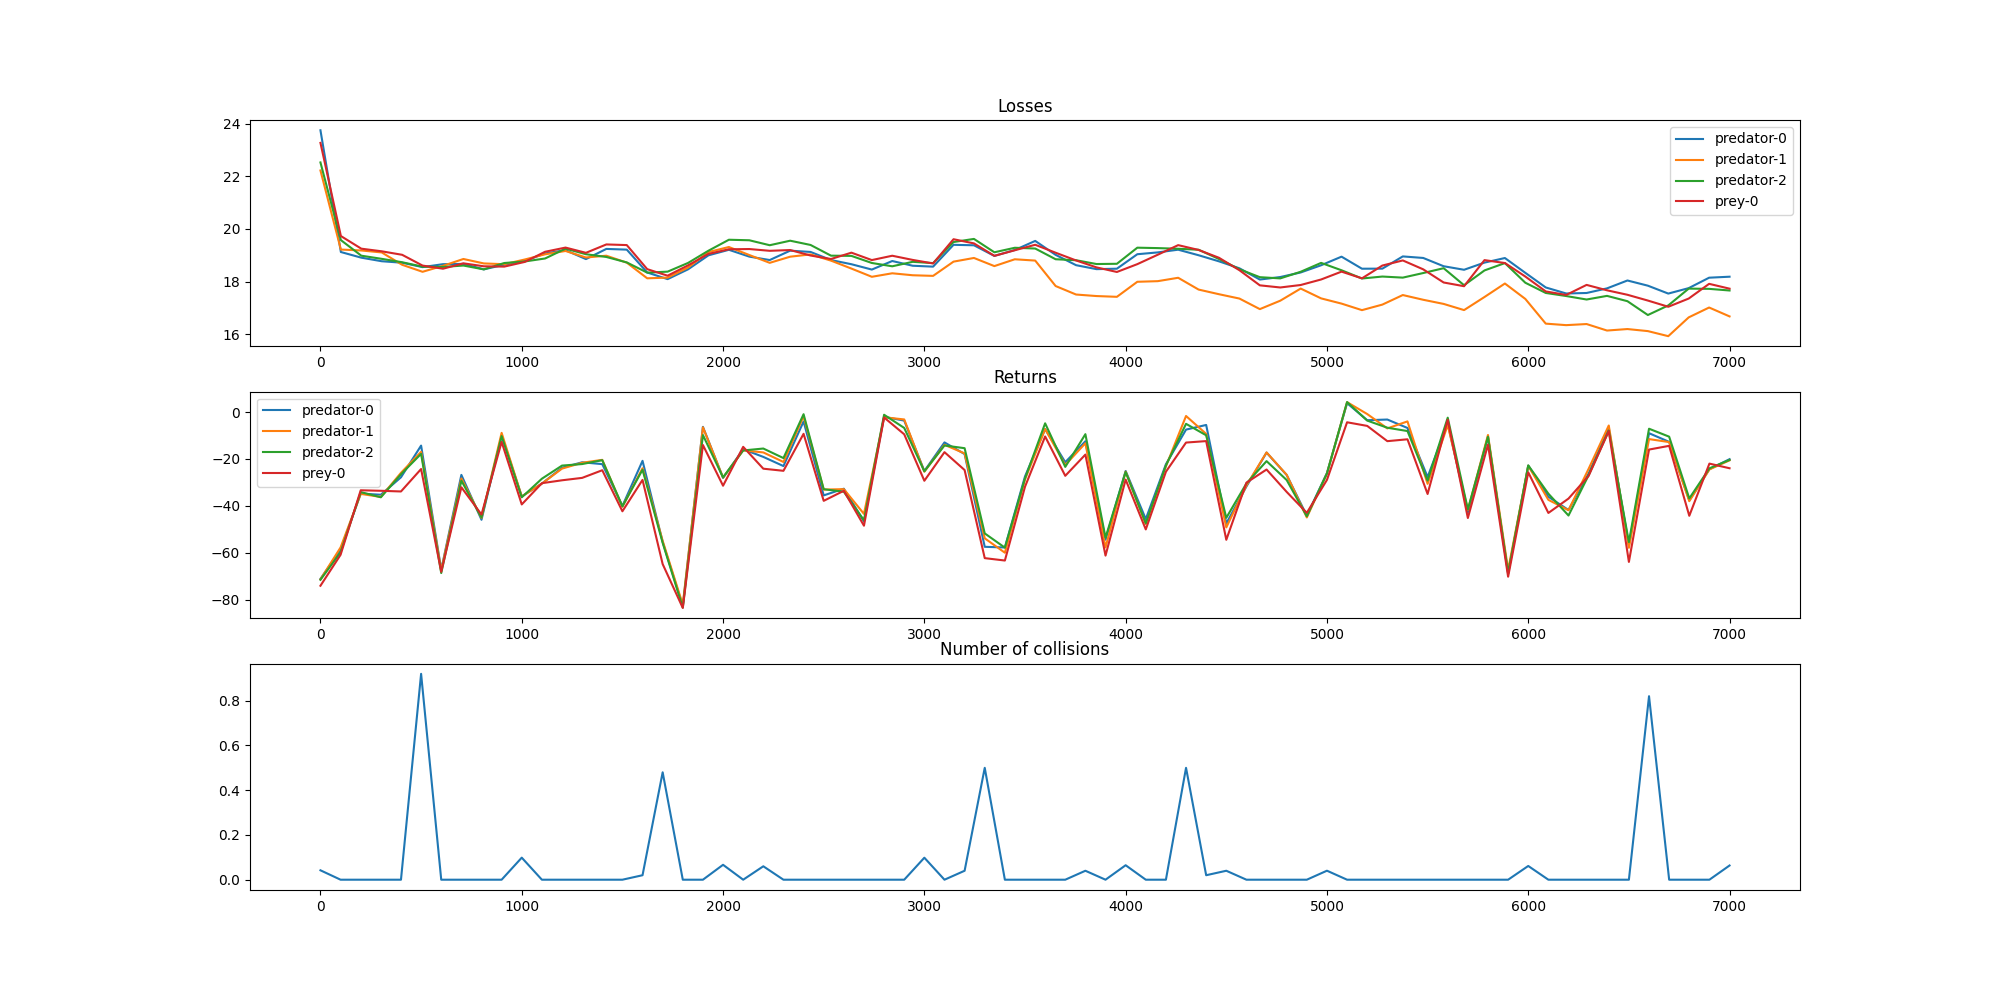 Losses
24
22
20
18
16
predator-0
predator-1
predator-2
prey-0
0 1000 2000 3000 4000 5000 6000 7000
Returns
0
−20
−40
−60
−80
predator-0
predator-1
predator-2
prey-0
0 1000 2000 3000 4000 5000 6000 7000
Number of collisions
0.8
0.6
0.4
0.2
0.0
0 1000 2000 3000 4000 5000 6000 7000